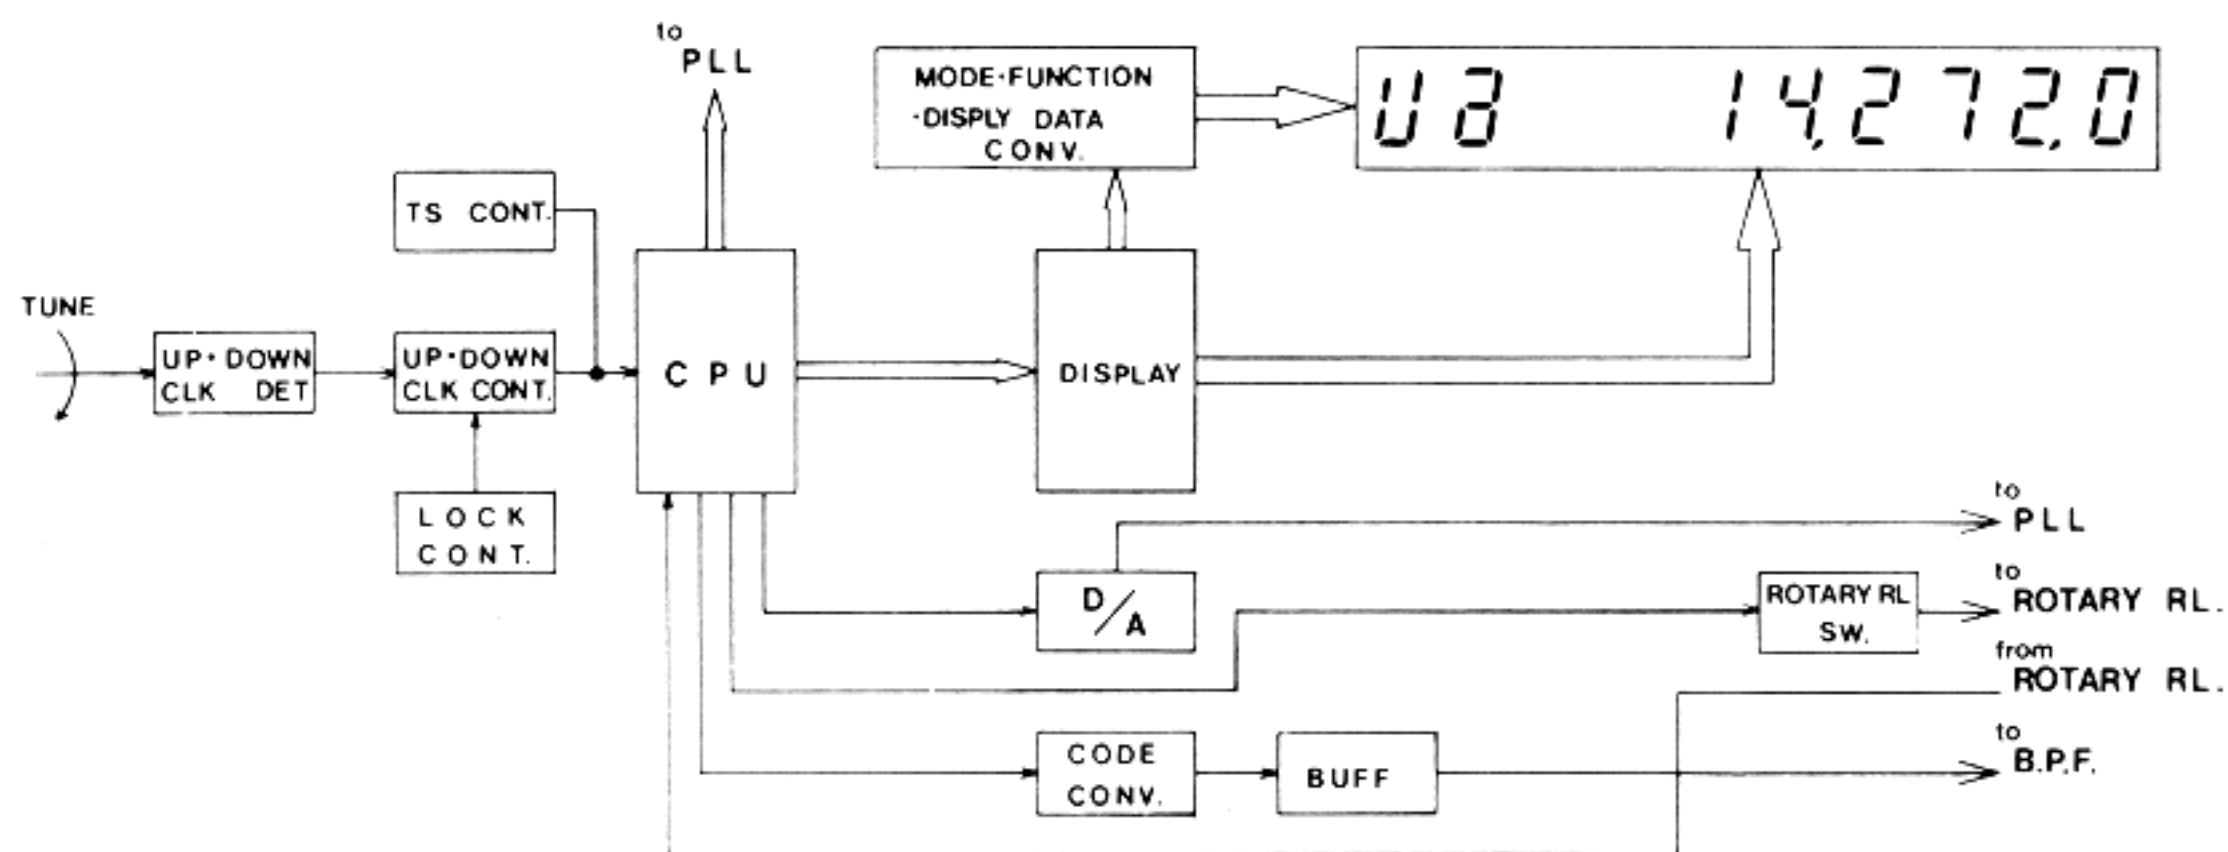 to
PLL
MODE·FUNCTION
·DISPLY DATA
CONV.
U8 14,272,0
TS CONT.
TUNE
UP·DOWN
CLK DET
UP·DOWN
CLK CONT.
CPU
DISPLAY
LOCK
CONT.
to
PLL
D/A
ROTARY RL
SW.
to
ROTARY RL.
from
ROTARY RL.
CODE
CONV.
BUFF
to
B.P.F.